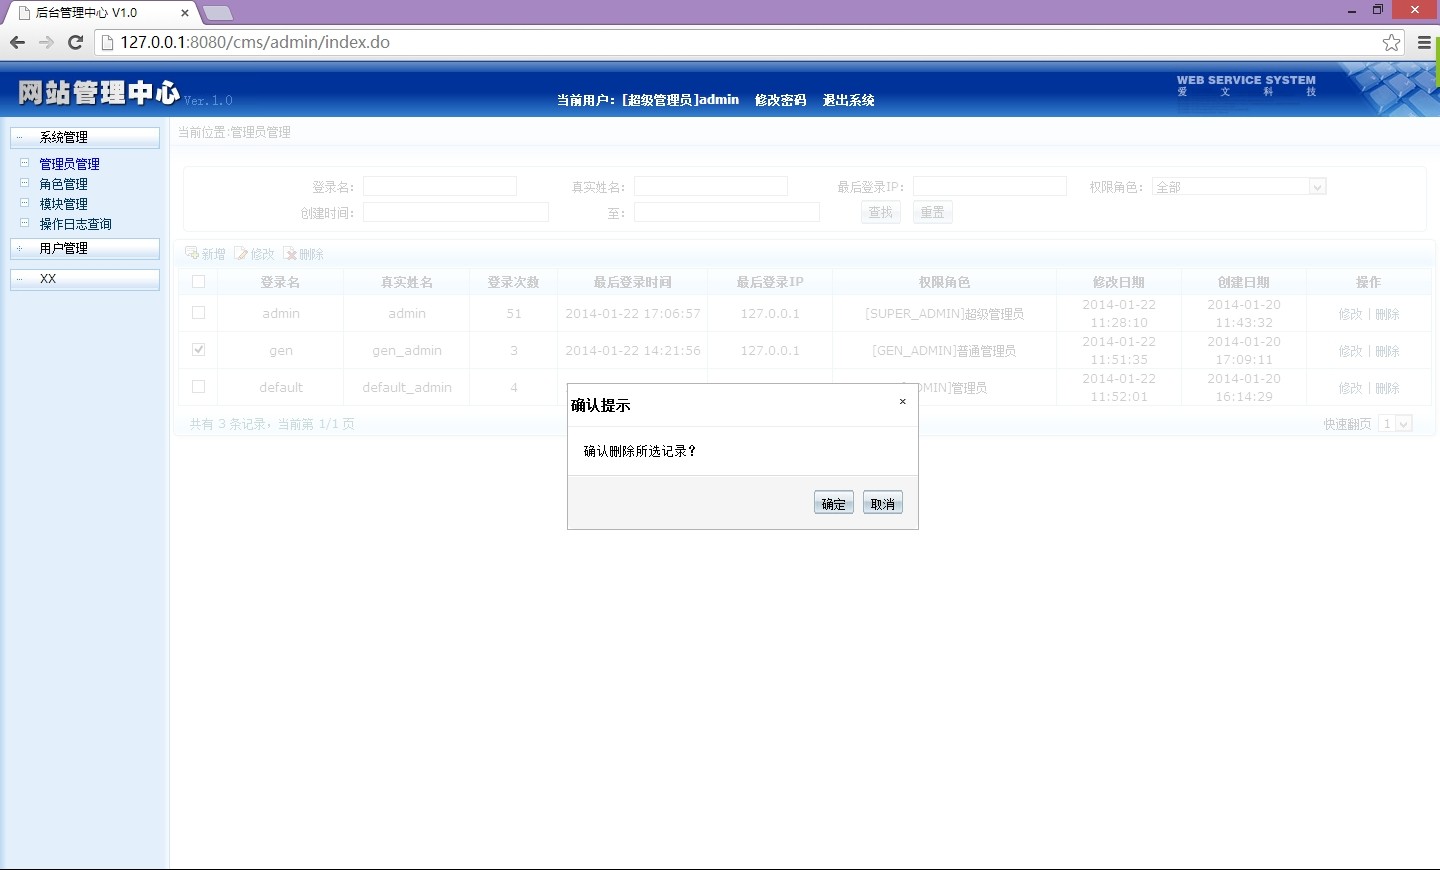 后台管理中心 V1.0
127.0.0.1:8080/cms/admin/index.do
网站管理中心 Ver.1.0
当前用户：[超级管理员]admin 修改密码 退出系统
WEB SERVICE SYSTEM
爱文科技
系统管理
管理员管理
角色管理
模块管理
操作日志查询
用户管理
XX
当前位置:管理员管理
登录名： 真实姓名： 最后登录IP： 权限角色： 全部
创建时间： 至： 查找 重置
新增 修改 删除
登录名 真实姓名 登录次数 最后登录时间 最后登录IP 权限角色 修改日期 创建日期 操作
admin admin 51 2014-01-22 17:06:57 127.0.0.1 [SUPER_ADMIN]超级管理员 2014-01-22 11:28:10 2014-01-20 11:43:32 修改 | 删除
gen gen_admin 3 2014-01-22 14:21:56 127.0.0.1 [GEN_ADMIN]普通管理员 2014-01-22 11:51:35 2014-01-20 17:09:11 修改 | 删除
default default_admin 4 DMIN]管理员 2014-01-22 11:52:01 2014-01-20 16:14:29 修改 | 删除
共有 3 条记录，当前第 1/1 页 快速翻页 1
确认提示
确认删除所选记录？
确定 取消